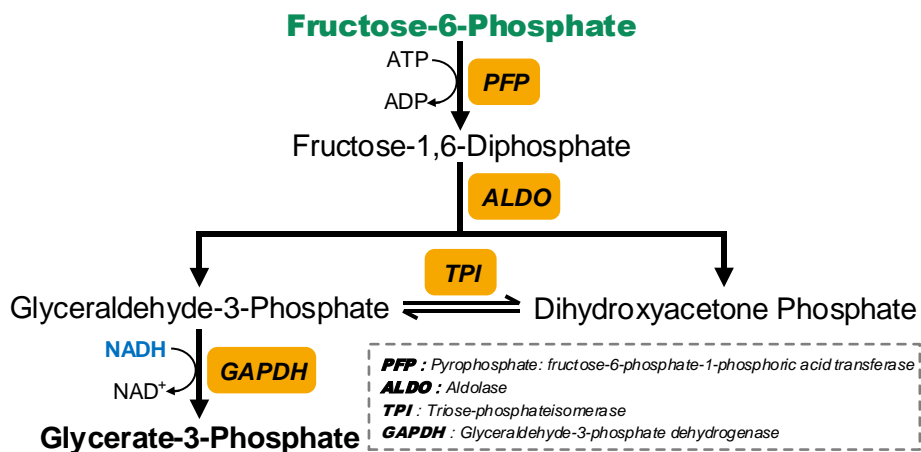 Fructose-6-Phosphate
ATP
PFP
ADP
Fructose-1,6-Diphosphate
ALDO
TPI
Glyceraldehyde-3-Phosphate
Dihydroxyacetone Phosphate
NADH
GAPDH
NAD+
Glycerate-3-Phosphate
PFP : Pyrophosphate: fructose-6-phosphate-1-phosphoric acid transferase
ALDO : Aldolase
TPI : Triose-phosphateisomerase
GAPDH : Glyceraldehyde-3-phosphate dehydrogenase